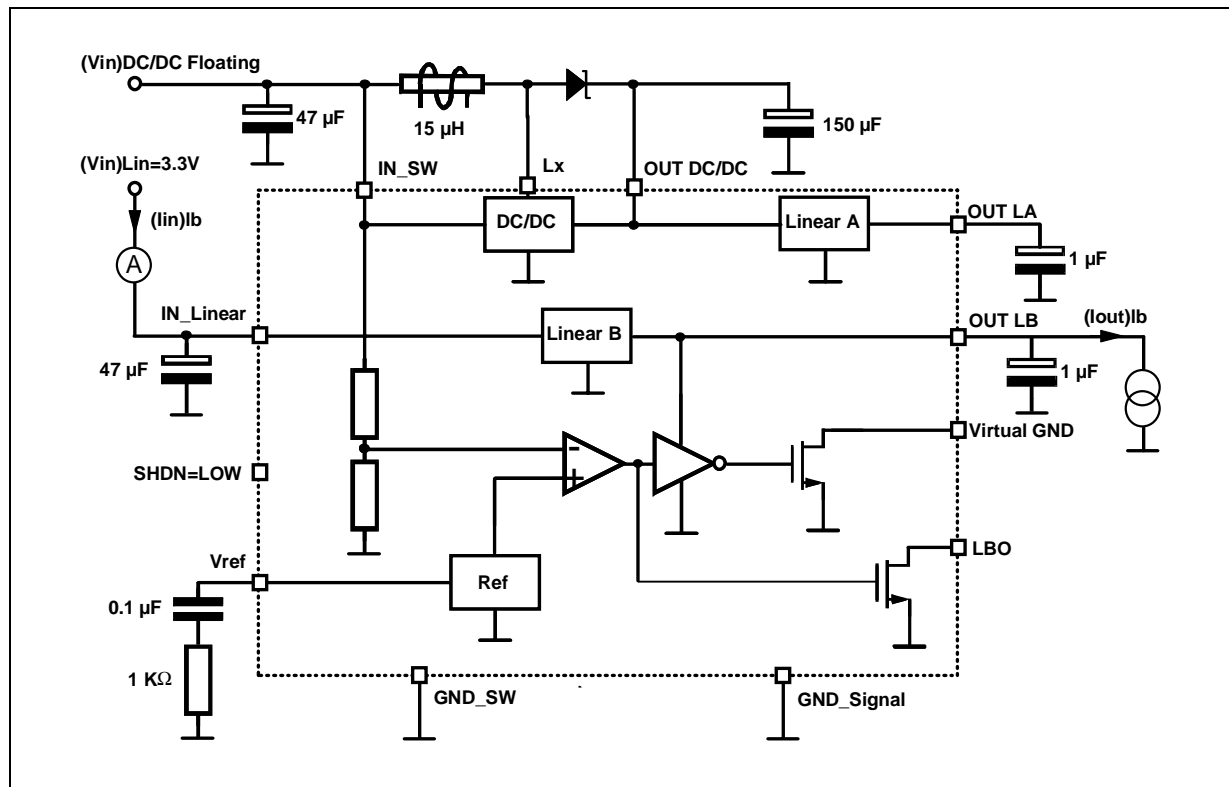 (Vin)DC/DC Floating
47 µF
15 µH
150 µF
(Vin)Lin=3.3V
IN_SW
Lx
OUT DC/DC
(Iin)lb
DC/DC
Linear A
OUT LA
A
1 µF
IN_Linear
Linear B
OUT LB
(Iout)lb
47 µF
1 µF
Virtual GND
-
+
SHDN=LOW
LBO
Vref
Ref
0.1 µF
1 KΩ
GND_SW
GND_Signal